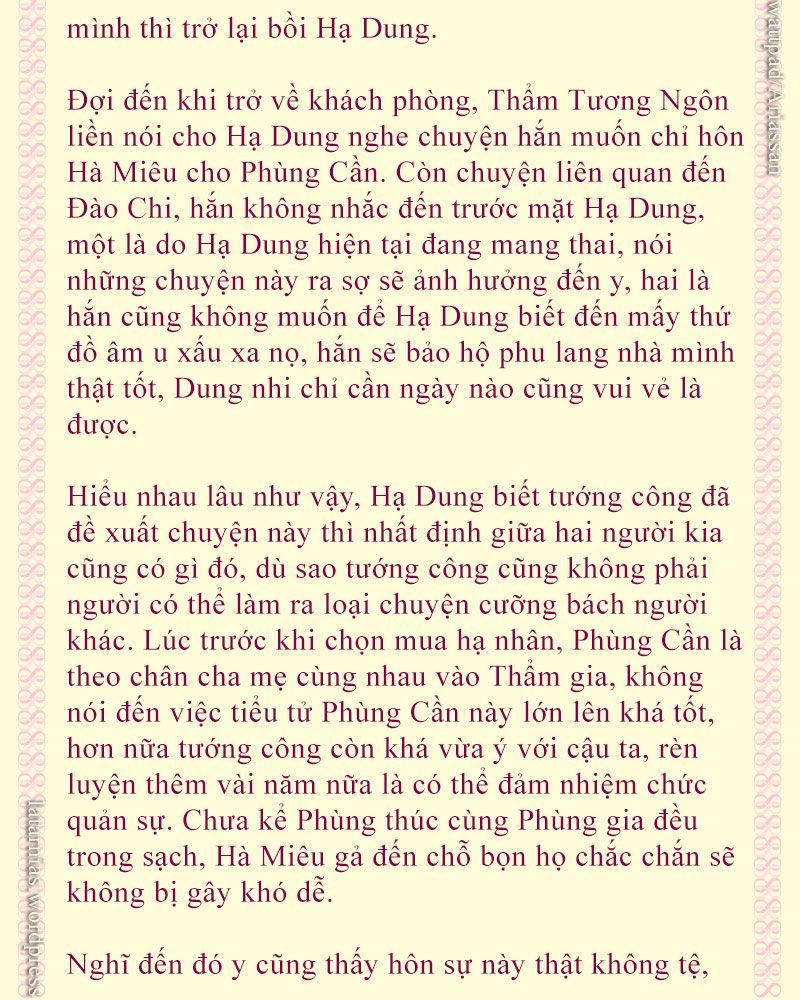 mình thì trở lại bồi Hạ Dung.
Đợi đến khi trở về khách phòng, Thẩm Tương Ngôn
liền nói cho Hạ Dung nghe chuyện hắn muốn chỉ hôn
Hà Miêu cho Phùng Cần. Còn chuyện liên quan đến
Đào Chi, hắn không nhắc đến trước mặt Hạ Dung,
một là do Hạ Dung hiện tại đang mang thai, nói
những chuyện này ra sợ sẽ ảnh hưởng đến y, hai là
hắn cũng không muốn để Hạ Dung biết đến mấy thứ
đồ âm u xấu xa nọ, hắn sẽ bảo hộ phu lang nhà mình
thật tốt, Dung nhi chỉ cần ngày nào cũng vui vẻ là
được.
Hiểu nhau lâu như vậy, Hạ Dung biết tướng công đã
đề xuất chuyện này thì nhất định giữa hai người kia
cũng có gì đó, dù sao tướng công cũng không phải
người có thể làm ra loại chuyện cưỡng bách người
khác. Lúc trước khi chọn mua hạ nhân, Phùng Cần là
theo chân cha mẹ cùng nhau vào Thẩm gia, không
nói đến việc tiểu tử Phùng Cần này lớn lên khá tốt,
hơn nữa tướng công còn khá vừa ý với cậu ta, rèn
luyện thêm vài năm nữa là có thể đảm nhiệm chức
quản sự. Chưa kể Phùng thúc cùng Phùng gia đều
trong sạch, Hà Miêu gả đến chỗ bọn họ chắc chắn sẽ
không bị gây khó dễ.
Nghĩ đến đó y cũng thấy hôn sự này thật không tệ,
wattpad/Ariassan
latarnias.wordpress